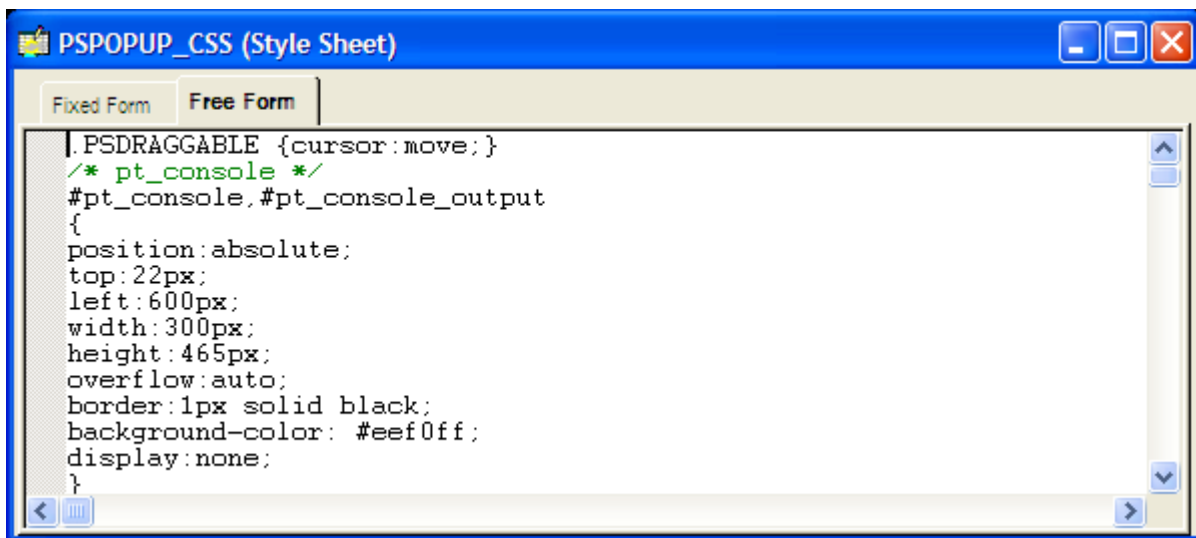 PSPOPUP_CSS (Style Sheet)
Fixed Form Free Form
.PSDRAGGABLE {cursor:move;}
/* pt_console */
#pt_console,#pt_console_output
{
position:absolute;
top:22px;
left:600px;
width:300px;
height:465px;
overflow:auto;
border:1px solid black;
background-color: #eef0ff;
display:none;
}